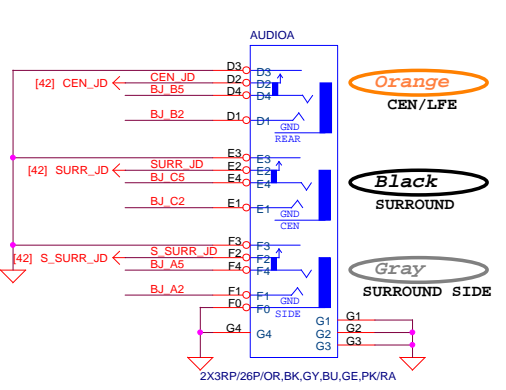 AUDIOA
D3 D3
[42] CEN_JD CEN_JD D2 D2 Orange
BJ_B5 D4 D4
CEN/LFE
BJ_B2 D1 D1
GND
REAR
E3 E3
[42] SURR_JD SURR_JD E2 E2
BJ_C5 E4 E4 Black
SURROUND
BJ_C2 E1 E1
GND
CEN
F3 F3
[42] S_SURR_JD S_SURR_JD F2 F2
BJ_A5 F4 F4 Gray
SURROUND SIDE
BJ_A2 F1 F1
GND
F0 F0
SIDE
G1 G1
G4 G4 G2 G2
G3 G3
2X3RP/26P/OR,BK,GY,BU,GE,PK/RA